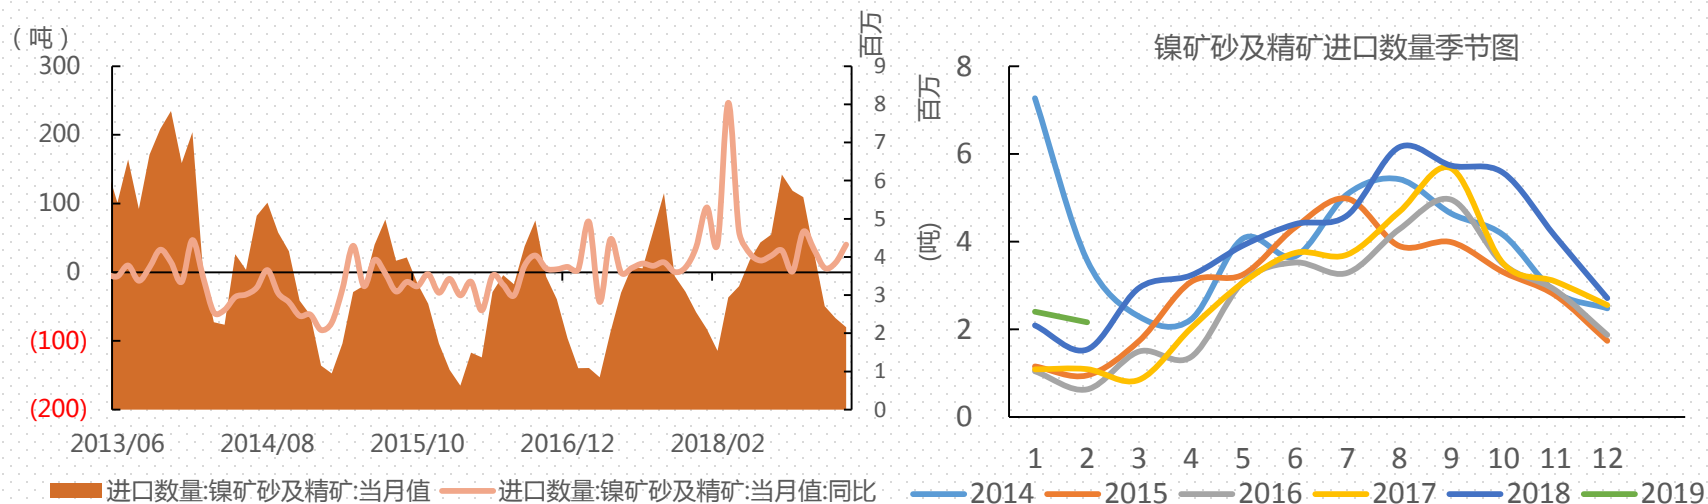 (吨)
百万
300
200
100
0
(100)
(200)
9
8
7
6
5
4
3
2
1
0
2013/06 2014/08 2015/10 2016/12 2018/02
进口数量:镍矿砂及精矿:当月值 进口数量:镍矿砂及精矿:当月值:同比
镍矿砂及精矿进口数量季节图
百万
(吨)
8
6
4
2
0
1 2 3 4 5 6 7 8 9 10 11 12
2014 2015 2016 2017 2018 2019